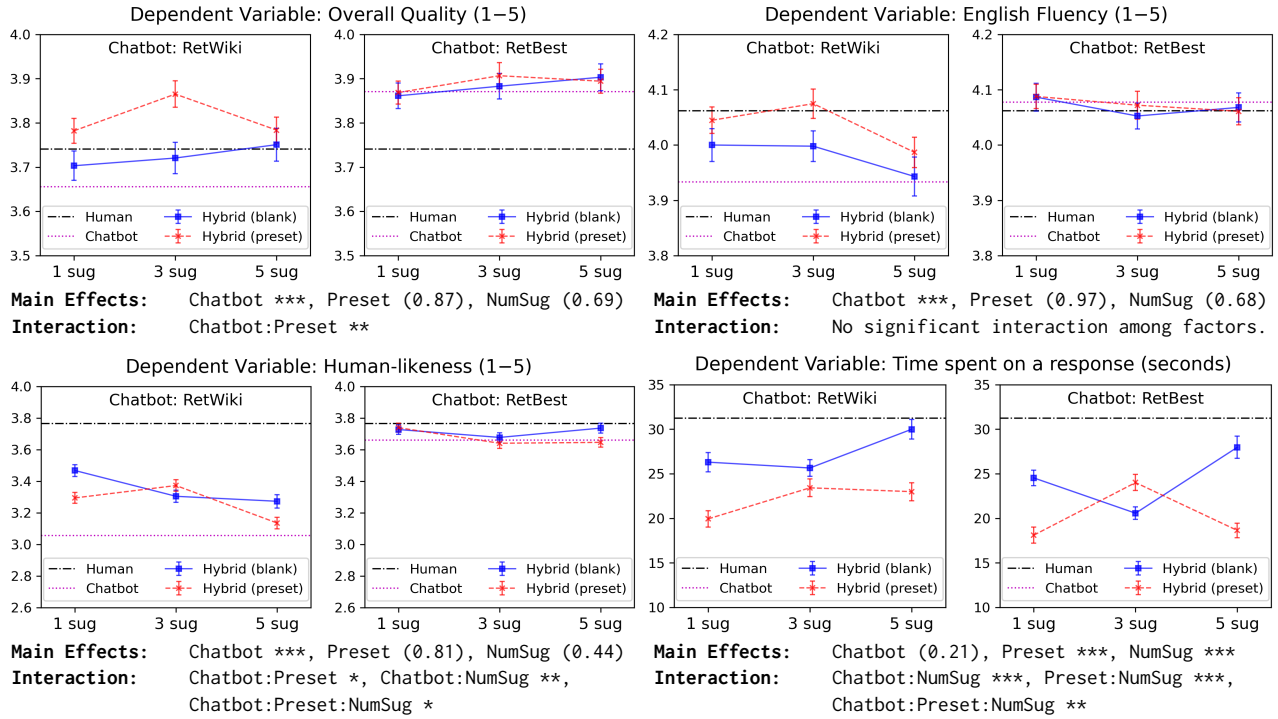 Dependent Variable: Overall Quality (1−5)
Chatbot: RetWiki
4.0
3.9
3.8
3.7
3.6
3.5
Human
Chatbot
Hybrid (blank)
Hybrid (preset)
1 sug 3 sug 5 sug
Chatbot: RetBest
4.0
3.9
3.8
3.7
3.6
3.5
Human
Chatbot
Hybrid (blank)
Hybrid (preset)
1 sug 3 sug 5 sug
Main Effects: Chatbot ***, Preset (0.87), NumSug (0.69)
Interaction: Chatbot:Preset **
Dependent Variable: English Fluency (1−5)
Chatbot: RetWiki
4.2
4.1
4.0
3.9
3.8
Human
Chatbot
Hybrid (blank)
Hybrid (preset)
1 sug 3 sug 5 sug
Chatbot: RetBest
4.2
4.1
4.0
3.9
3.8
Human
Chatbot
Hybrid (blank)
Hybrid (preset)
1 sug 3 sug 5 sug
Main Effects: Chatbot ***, Preset (0.97), NumSug (0.68)
Interaction: No significant interaction among factors.
Dependent Variable: Human-likeness (1−5)
Chatbot: RetWiki
4.0
3.8
3.6
3.4
3.2
3.0
2.8
2.6
Human
Chatbot
Hybrid (blank)
Hybrid (preset)
1 sug 3 sug 5 sug
Chatbot: RetBest
4.0
3.8
3.6
3.4
3.2
3.0
2.8
2.6
Human
Chatbot
Hybrid (blank)
Hybrid (preset)
1 sug 3 sug 5 sug
Main Effects: Chatbot ***, Preset (0.81), NumSug (0.44)
Interaction: Chatbot:Preset *, Chatbot:NumSug **,
Chatbot:Preset:NumSug *
Dependent Variable: Time spent on a response (seconds)
Chatbot: RetWiki
35
30
25
20
15
10
Human
Chatbot
Hybrid (blank)
Hybrid (preset)
1 sug 3 sug 5 sug
Chatbot: RetBest
35
30
25
20
15
10
Human
Chatbot
Hybrid (blank)
Hybrid (preset)
1 sug 3 sug 5 sug
Main Effects: Chatbot (0.21), Preset ***, NumSug ***
Interaction: Chatbot:NumSug ***, Preset:NumSug ***,
Chatbot:Preset:NumSug **